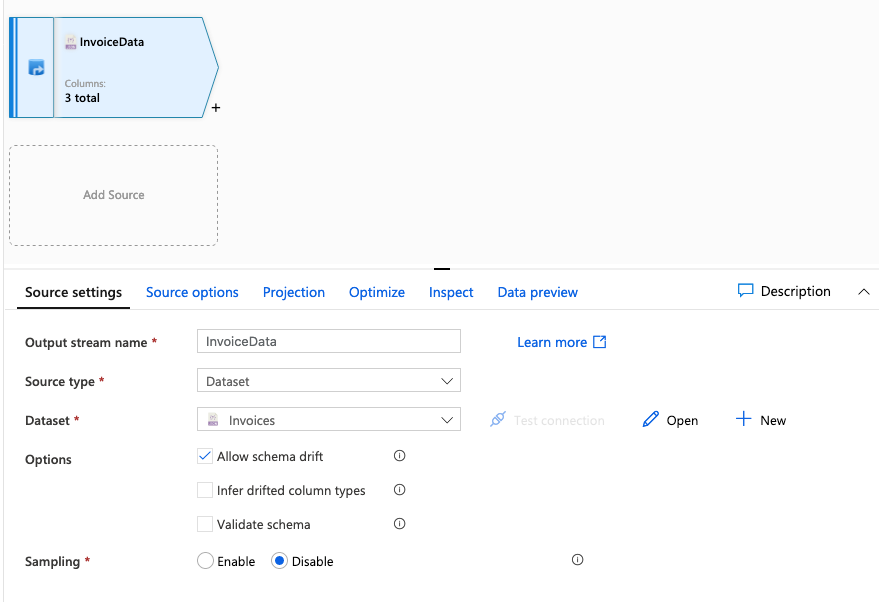 InvoiceData
Columns:
3 total
+
Add Source
Source settings Source options Projection Optimize Inspect Data preview Description
Output stream name * InvoiceData Learn more
Source type * Dataset
Dataset * Invoices Test connection Open New
Options Allow schema drift
Infer drifted column types
Validate schema
Sampling * Enable Disable